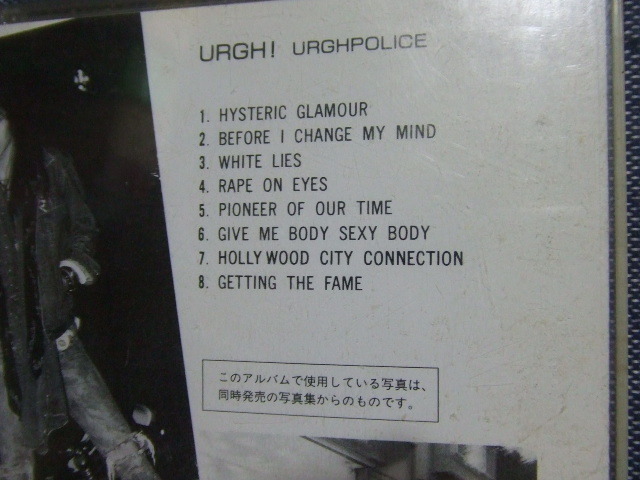 URGH! URGHPOLICE
1. HYSTERIC GLAMOUR
2. BEFORE I CHANGE MY MIND
3. WHITE LIES
4. RAPE ON EYES
5. PIONEER OF OUR TIME
6. GIVE ME BODY SEXY BODY
7. HOLLY WOOD CITY CONNECTION
8. GETTING THE FAME
このアルバムで使用している写真は、
同時発売の写真集からのものです。